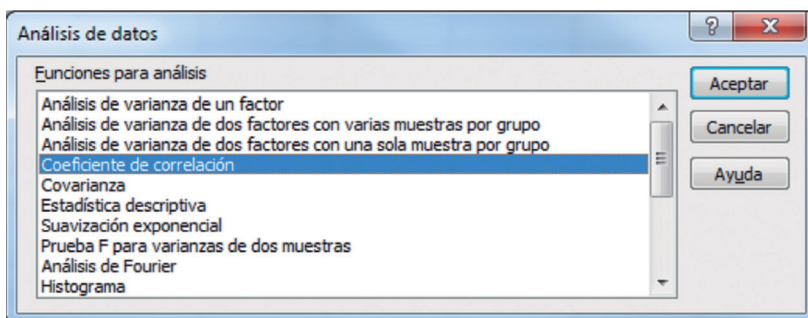 Análisis de datos
Funciones para análisis
Análisis de varianza de un factor
Análisis de varianza de dos factores con varias muestras por grupo
Análisis de varianza de dos factores con una sola muestra por grupo
Coeficiente de correlación
Covarianza
Estadística descriptiva
Suavización exponencial
Prueba F para varianzas de dos muestras
Análisis de Fourier
Histograma
Aceptar
Cancelar
Ayuda